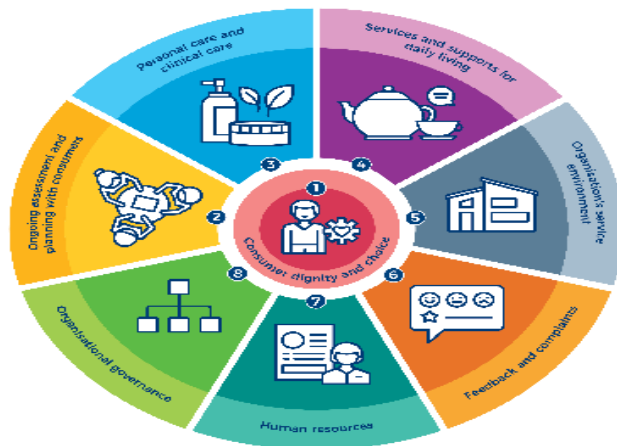 1
Consumer dignity and choice
2
Ongoing assessment and
planning with consumers
3
Personal care and
clinical care
4
Services and supports for
daily living
5
Organisation's service
environment
6
Feedback and complaints
7
Human resources
8
Organisational governance